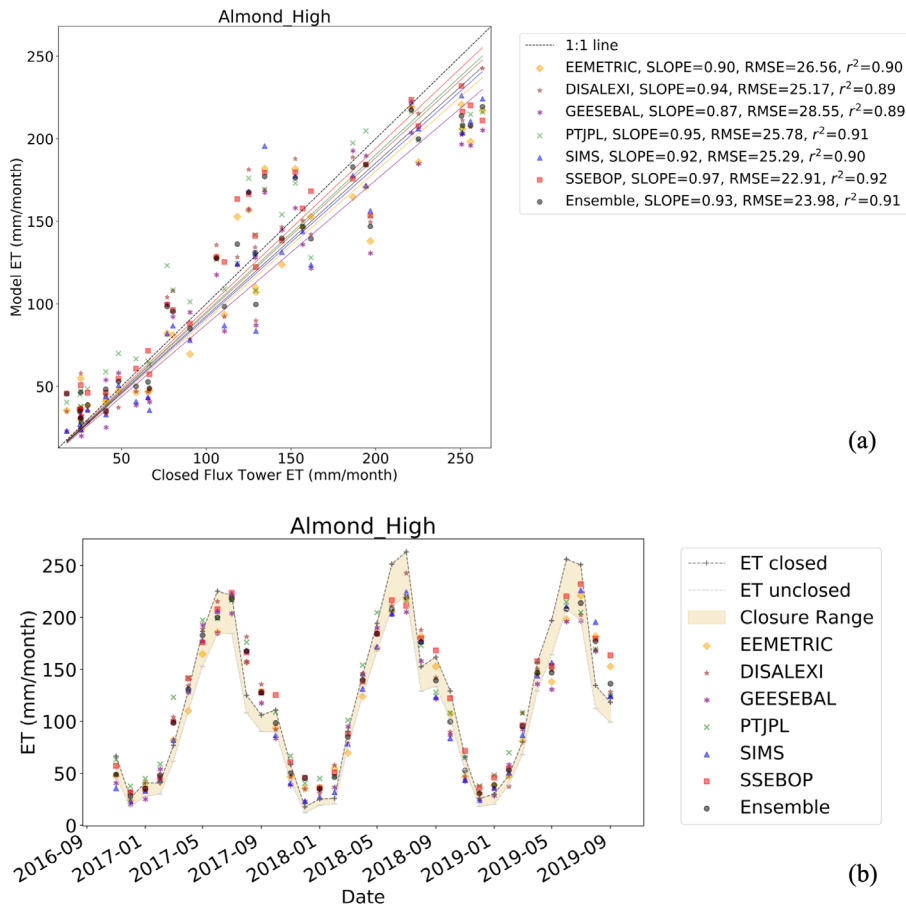 Almond_High
250
200
150
100
50
Model ET (mm/month)
50
100
150
200
250
Closed Flux Tower ET (mm/month)
1:1 line
EEMETRIC, SLOPE=0.90, RMSE=26.56, r²=0.90
DISALEXI, SLOPE=0.94, RMSE=25.17, r²=0.89
GEESEBAL, SLOPE=0.87, RMSE=28.55, r²=0.89
PTJPL, SLOPE=0.95, RMSE=25.78, r²=0.91
SIMS, SLOPE=0.92, RMSE=25.29, r²=0.90
SSEBOP, SLOPE=0.97, RMSE=22.91, r²=0.92
Ensemble, SLOPE=0.93, RMSE=23.98, r²=0.91
(a)
Almond_High
250
200
150
100
50
0
ET (mm/month)
2016-09
2017-01
2017-05
2017-09
2018-01
2018-05
2018-09
2019-01
2019-05
2019-09
Date
ET closed
ET unclosed
Closure Range
EEMETRIC
DISALEXI
GEESEBAL
PTJPL
SIMS
SSEBOP
Ensemble
(b)